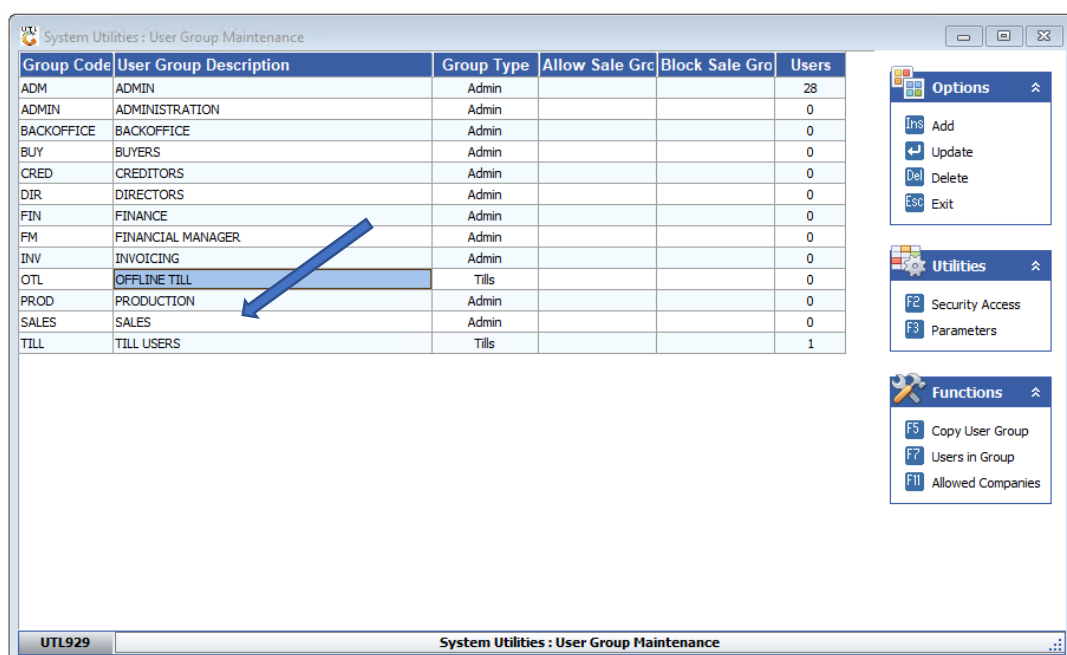 UTL System Utilities : User Group Maintenance
Group Code User Group Description Group Type Allow Sale Grc Block Sale Gro Users
ADM ADMIN Admin 28
ADMIN ADMINISTRATION Admin 0
BACKOFFICE BACKOFFICE Admin 0
BUY BUYERS Admin 0
CRED CREDITORS Admin 0
DIR DIRECTORS Admin 0
FIN FINANCE Admin 0
FM FINANCIAL MANAGER Admin 0
INV INVOICING Admin 0
OTL OFFLINE TILL Tills 0
PROD PRODUCTION Admin 0
SALES SALES Admin 0
TILL TILL USERS Tills 1
Options
Ins Add
Update
Del Delete
Esc Exit
Utilities
F2 Security Access
F3 Parameters
Functions
F5 Copy User Group
F7 Users in Group
F11 Allowed Companies
UTL929 System Utilities : User Group Maintenance